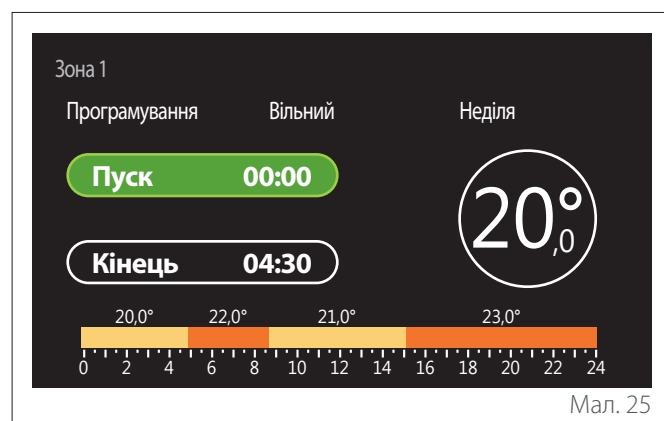 Зона 1
Програмування Вільний Неділя
Пуск 00:00
20,0°
Кінець 04:30
20,0° 22,0° 21,0° 23,0°
0 2 4 6 8 10 12 14 16 18 20 22 24
Мал. 25